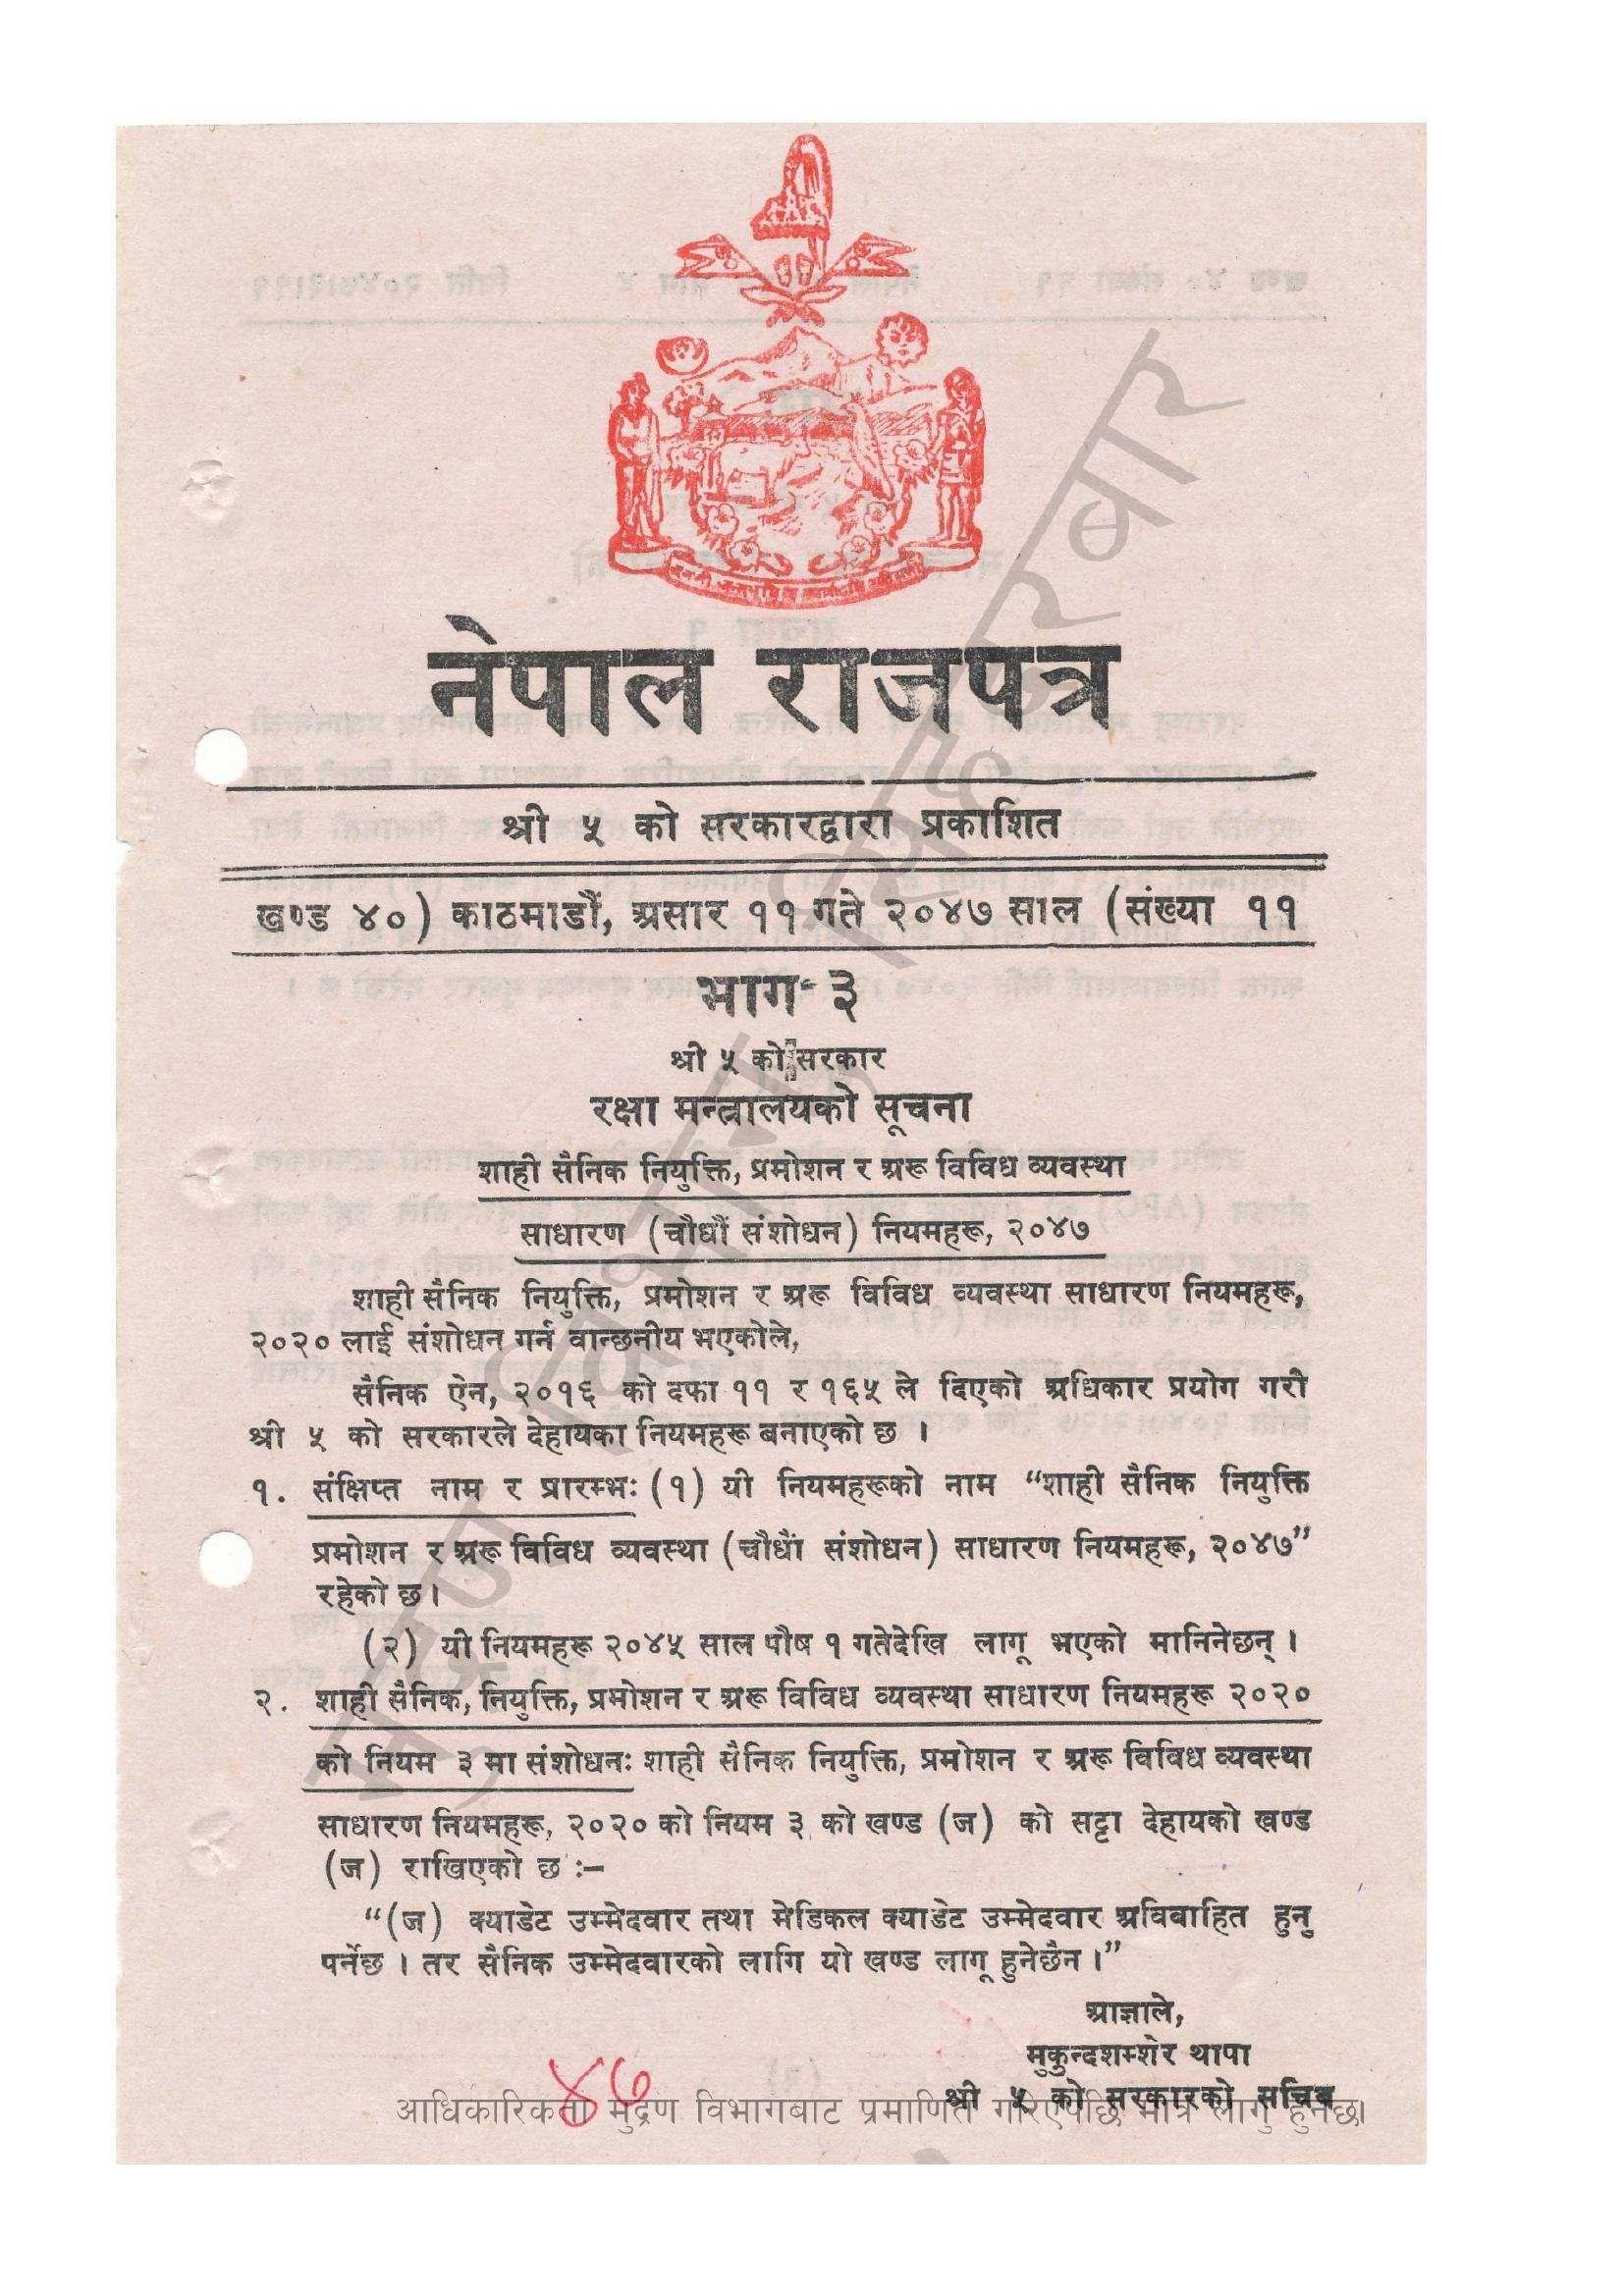 नेपाल राजपत्र
श्री ५ को सरकारद्वारा प्रकाशित
खण्ड ४०) काठमाडौं, असार ११ गते २०४७ साल (संख्या ११
भाग-३
श्री ५ को सरकार
रक्षा मन्त्रालयको सूचना
शाही सैनिक नियुक्ति, प्रमोशन र अरू विविध व्यवस्था
साधारण (चौधौं संशोधन) नियमहरू, २०४७
शाही सैनिक नियुक्ति, प्रमोशन र अरू विविध व्यवस्था साधारण नियमहरू,
२०२० लाई संशोधन गर्न वान्छनीय भएकोले,
सैनिक ऐन, २०१६ को दफा ११ र १६५ ले दिएको अधिकार प्रयोग गरी
श्री ५ को सरकारले देहायका नियमहरू बनाएको छ ।
१. संक्षिप्त नाम र प्रारम्भः (१) यी नियमहरूको नाम “शाही सैनिक नियुक्ति
प्रमोशन र अरू विविध व्यवस्था (चौधौं संशोधन) साधारण नियमहरू, २०४७”
रहेको छ ।
(२) यी नियमहरू २०४५ साल पौष १ गतेदेखि लागू भएको मानिनेछन् ।
२. शाही सैनिक, नियुक्ति, प्रमोशन र अरू विविध व्यवस्था साधारण नियमहरू २०२०
को नियम ३ मा संशोधनः शाही सैनिक नियुक्ति, प्रमोशन र अरू विविध व्यवस्था
साधारण नियमहरू, २०२० को नियम ३ को खण्ड (ज) को सट्टा देहायको खण्ड
(ज) राखिएको छ :–
“(ज) क्याडेट उम्मेदवार तथा मेडिकल क्याडेट उम्मेदवार अविवाहित हुनु
पर्नेछ । तर सैनिक उम्मेदवारको लागि यो खण्ड लागू हुनेछैन ।”
आज्ञाले,
मुकुन्दशम्शेर थापा
श्री ५ को सरकारको सचिव
४७
आधिकारिकता मुद्रण विभागबाट प्रमाणित गरिएपछि मात्र लागु हुनेछ।